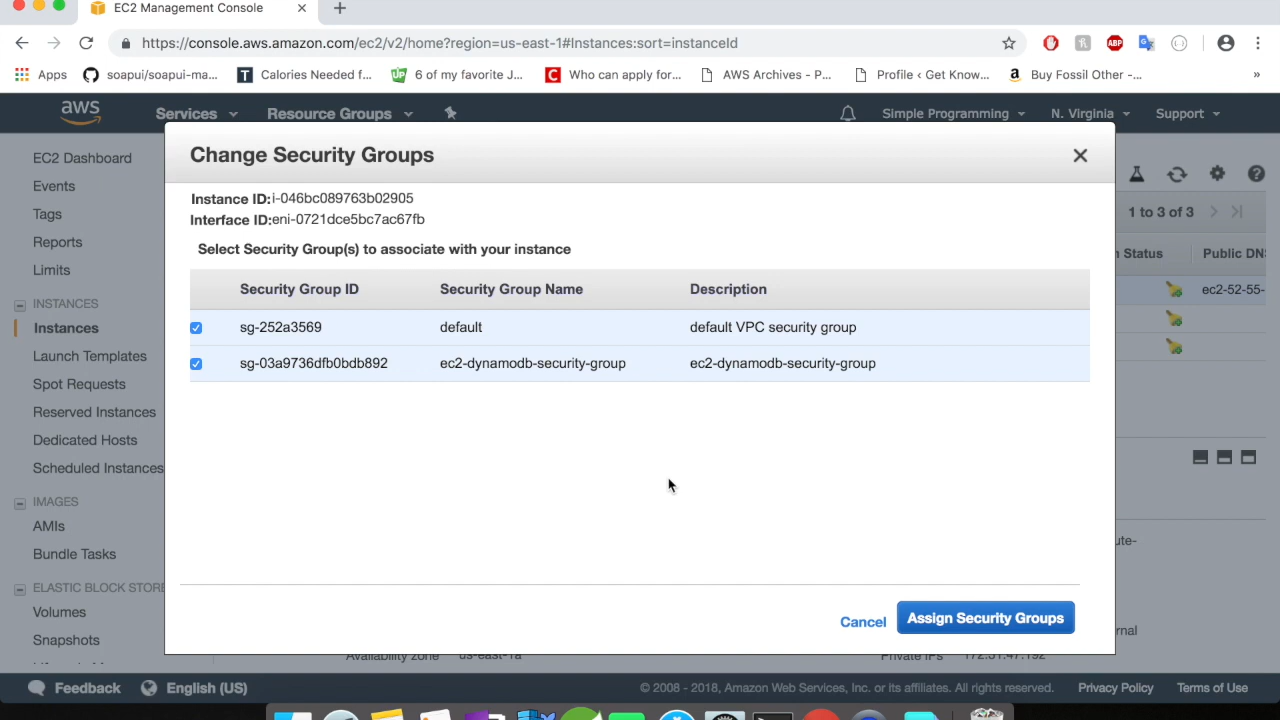 EC2 Management Console
https://console.aws.amazon.com/ec2/v2/home?region=us-east-1#Instances:sort=instanceId
Apps
soapui/soapui-ma...
Calories Needed f...
6 of my favorite J...
Who can apply for...
AWS Archives - P...
Profile ‹ Get Know...
Buy Fossil Other -...
»
aws
Services
Resource Groups
Simple Programming
N. Virginia
Support
EC2 Dashboard
Events
Tags
Reports
Limits
INSTANCES
Instances
Launch Templates
Spot Requests
Reserved Instances
Dedicated Hosts
Scheduled Instances
IMAGES
AMIs
Bundle Tasks
ELASTIC BLOCK STORE
Volumes
Snapshots
Change Security Groups
Instance ID:i-046bc089763b02905
Interface ID:eni-0721dce5bc7ac67fb
Select Security Group(s) to associate with your instance
Security Group ID Security Group Name Description
sg-252a3569 default default VPC security group
sg-03a9736dfb0bdb892 ec2-dynamodb-security-group ec2-dynamodb-security-group
Cancel
Assign Security Groups
1 to 3 of 3
Status Public DN
ec2-52-55-
ute-
rnal
Availability zone us-east-1a Private IPs 172.31.47.192
Feedback
English (US)
© 2008 - 2018, Amazon Web Services, Inc. or its affiliates. All rights reserved.
Privacy Policy
Terms of Use